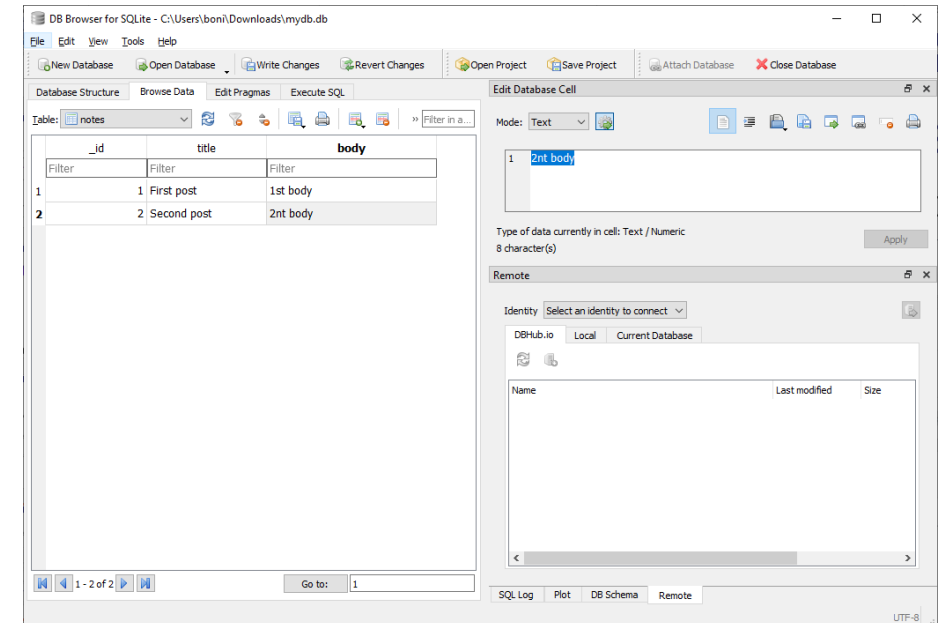 DB Browser for SQLite - C:\Users\boni\Downloads\mydb.db
File Edit View Tools Help
New Database Open Database Write Changes Revert Changes Open Project Save Project Attach Database Close Database
Database Structure Browse Data Edit Pragmas Execute SQL
Table: notes » Filter in a...
_id title body
Filter Filter Filter
1 1 First post 1st body
2 2 Second post 2nt body
1 - 2 of 2 Go to: 1
Edit Database Cell
Mode: Text
1 2nt body
Type of data currently in cell: Text / Numeric
8 character(s)
Apply
Remote
Identity Select an identity to connect
DBHub.io Local Current Database
Name Last modified Size
SQL Log Plot DB Schema Remote
UTF-8